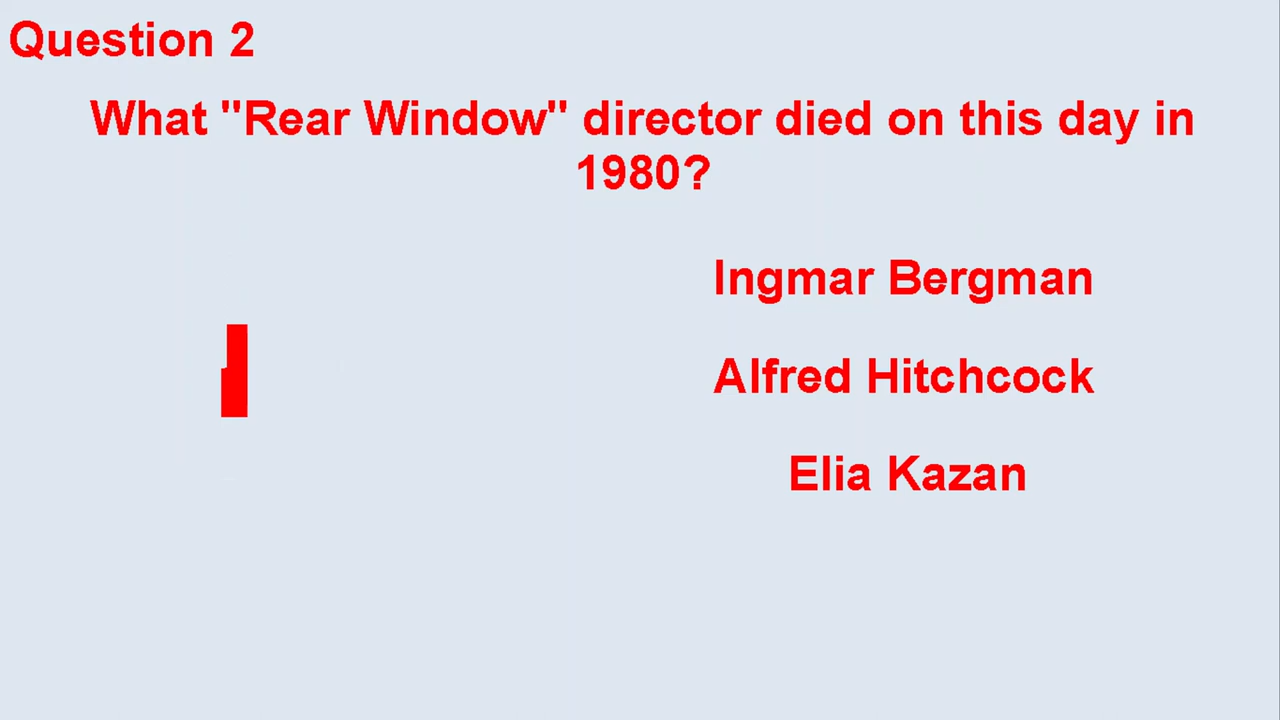 Question 2
What "Rear Window" director died on this day in
1980?
Ingmar Bergman
Alfred Hitchcock
Elia Kazan